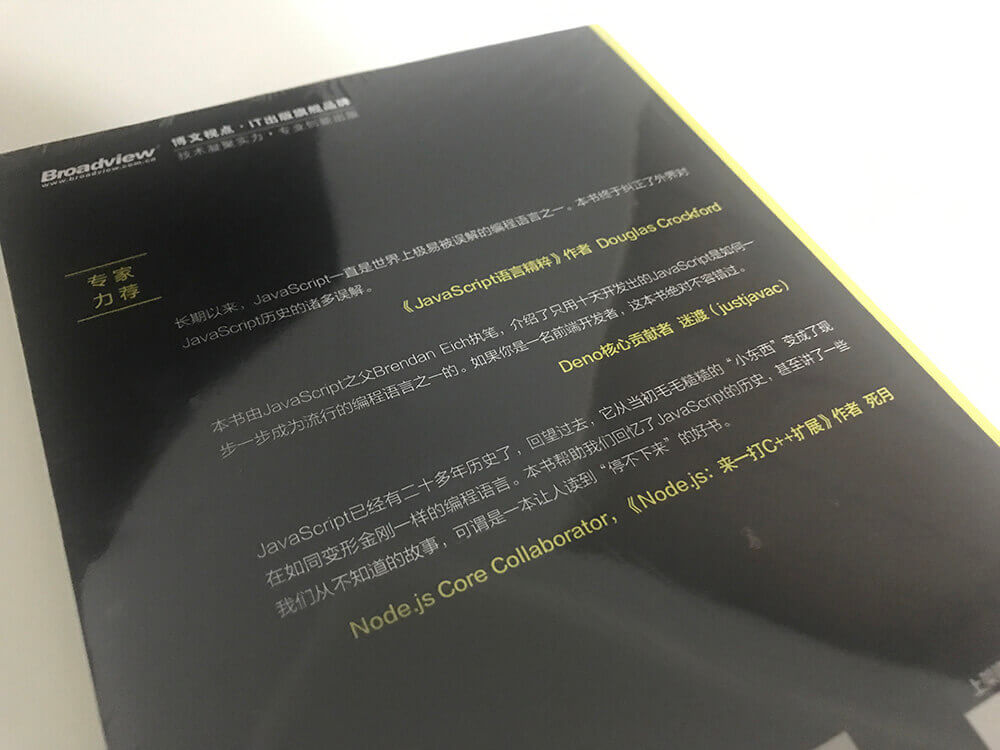 Broadview
www.broadview.com.cn
博文视点·IT出版旗舰品牌
技术凝聚实力·专业创新出版
专家
力荐
长期以来，JavaScript一直是世界上极易被误解的编程语言之一。本书终于纠正了外界对
JavaScript历史的诸多误解。
《JavaScript语言精粹》作者 Douglas Crockford
本书由JavaScript之父Brendan Eich执笔，介绍了只用十天开发出的JavaScript是如何一
步一步成为流行的编程语言之一的。如果你是一名前端开发者，这本书绝对不容错过。
Deno核心贡献者 迷渡（justjavac）
JavaScript已经有二十多年历史了，回望过去，它从当初毛毛糙糙的“小东西”变成了现
在如同变形金刚一样的编程语言。本书帮助我们回忆了JavaScript的历史，甚至讲了一些
我们从不知道的故事，可谓是一本让人读到“停不下来”的好书。
Node.js Core Collaborator，《Node.js：来一打C++扩展》作者 死月